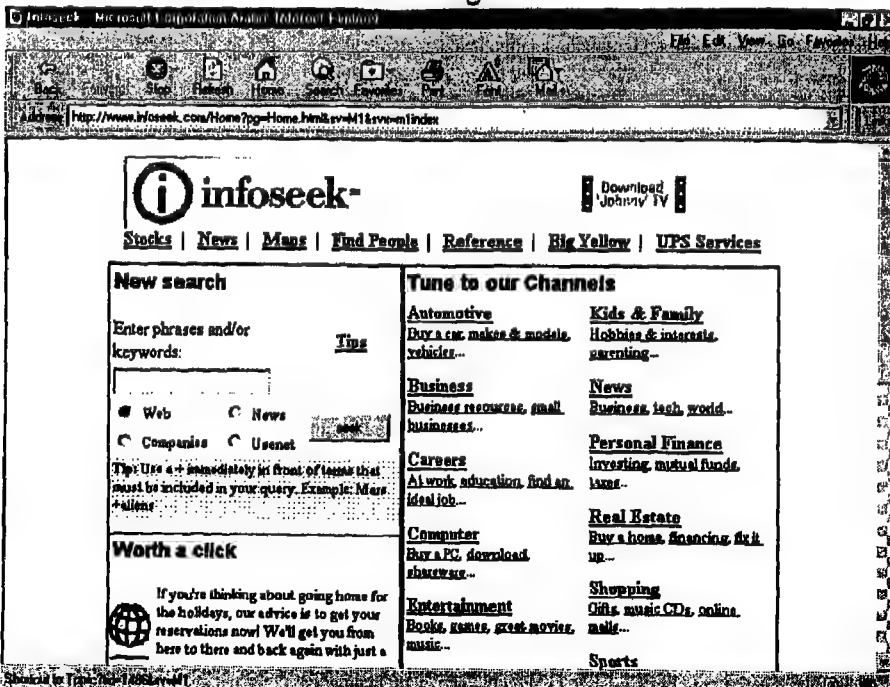 Infoseek - Microsoft Corporation Arabic Internet Explorer
File Edit View Go Favorites Help
Back Forward Stop Refresh Home Search Favorites Print Font Mail
Address http://www.infoseek.com/Home?pg=Home.html&sv=M1&svx=m1index
infoseek
Download
'Johnny' TV
Stocks | News | Maps | Find People | Reference | Big Yellow | UPS Services
New search
Enter phrases and/or
keywords:
Tips
Web News
Companies Usenet
seek
Tip: Use a + immediately in front of terms that
must be included in your query. Example: Mars
+aliens
Worth a click
If you're thinking about going home for
the holidays, our advice is to get your
reservations now! We'll get you from
here to there and back again with just a
Tune to our Channels
Automotive
Buy a car, makes & models,
vehicles...
Business
Business resources, small
businesses...
Careers
At work, education, find an
ideal job...
Computer
Buy a PC, download,
shareware...
Entertainment
Books, games, great movies,
music...
Kids & Family
Hobbies & interests,
parenting...
News
Business, tech, world...
Personal Finance
Investing, mutual funds,
taxes...
Real Estate
Buy a home, financing, fix it
up...
Shopping
Gifts, music CDs, online
malls...
Sports
Shortcut to